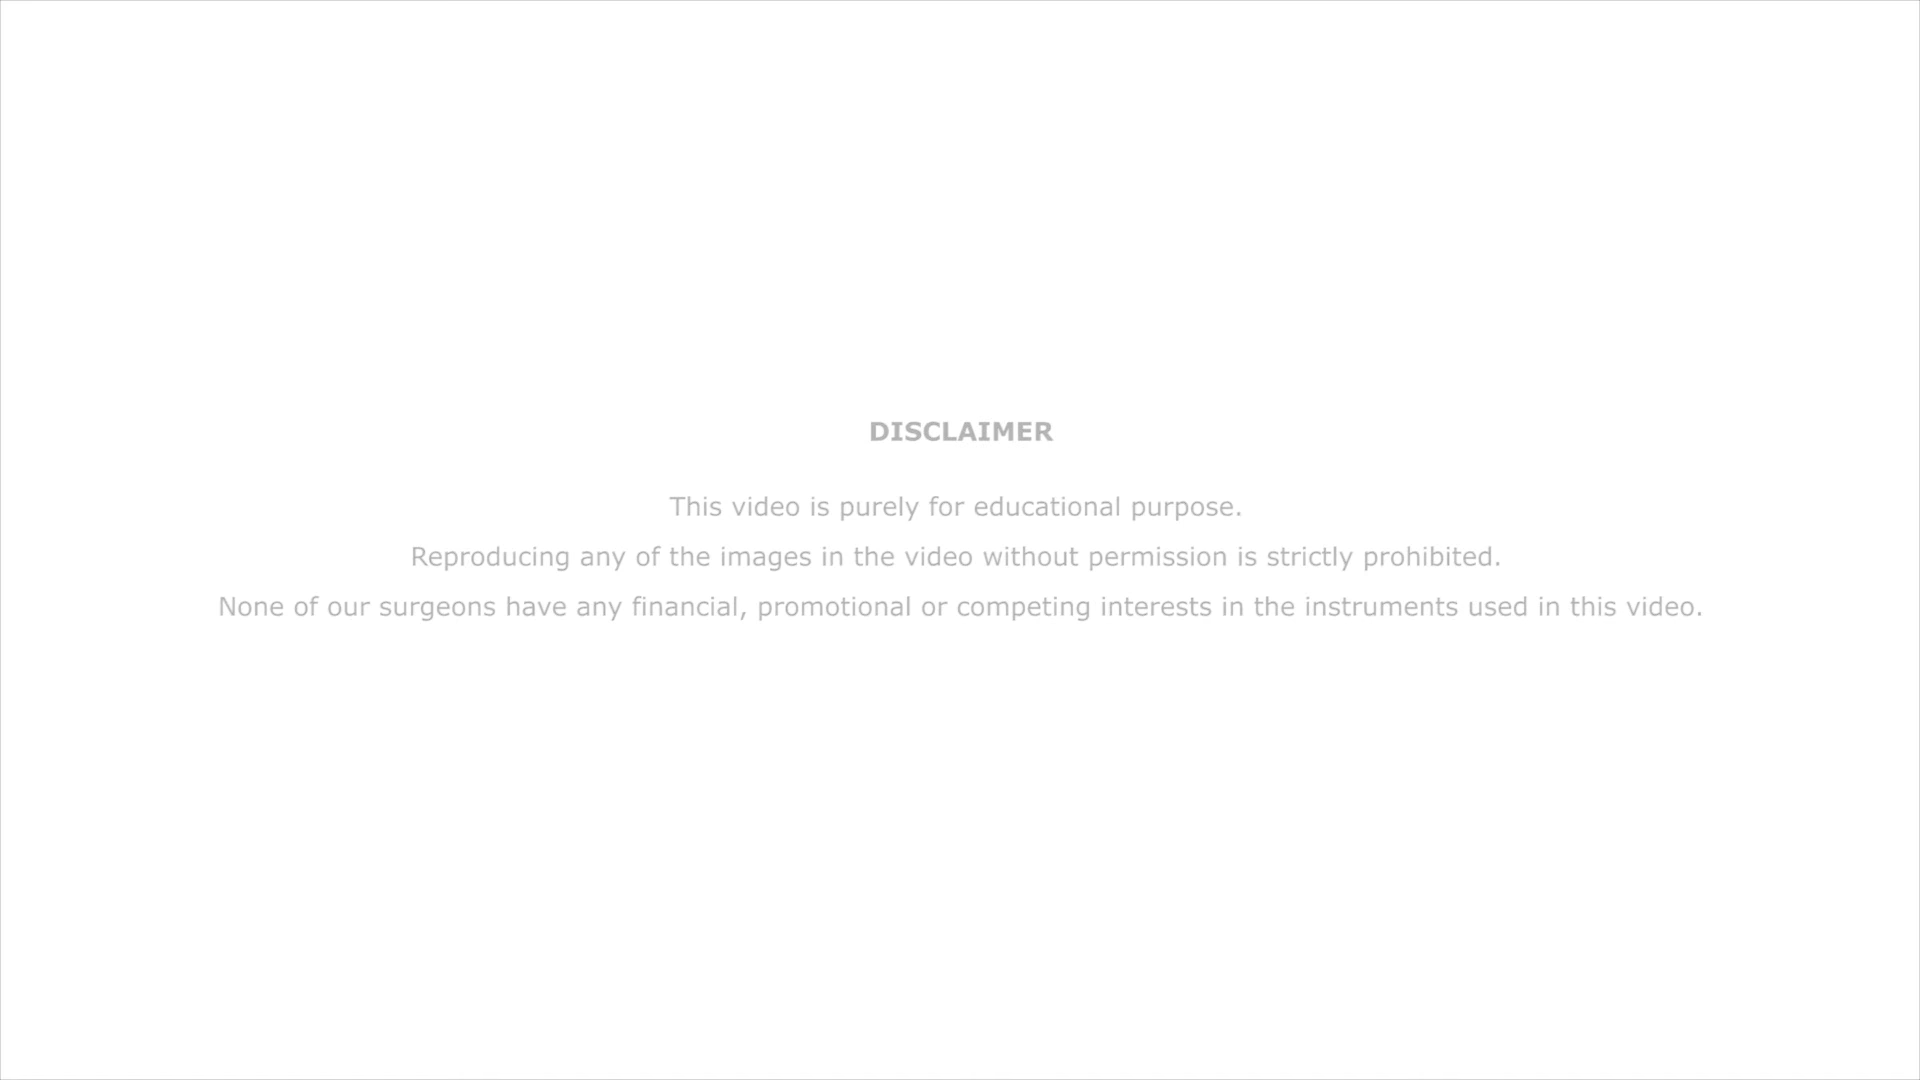 DISCLAIMER
This video is purely for educational purpose.
Reproducing any of the images in the video without permission is strictly prohibited.
None of our surgeons have any financial, promotional or competing interests in the instruments used in this video.